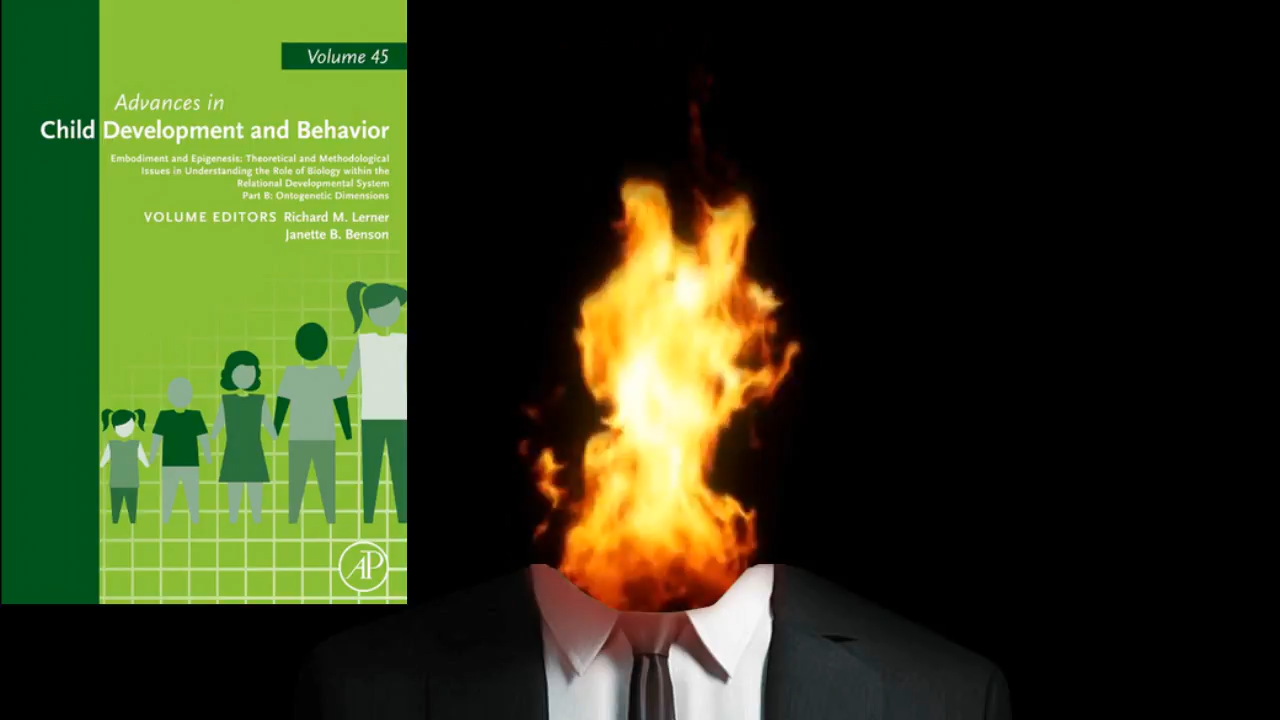 Volume 45
Advances in
Child Development and Behavior
Embodiment and Epigenesis: Theoretical and Methodological
Issues in Understanding the Role of Biology within the
Relational Developmental System
Part B: Ontogenetic Dimensions
VOLUME EDITORS Richard M. Lerner
Janette B. Benson
AP